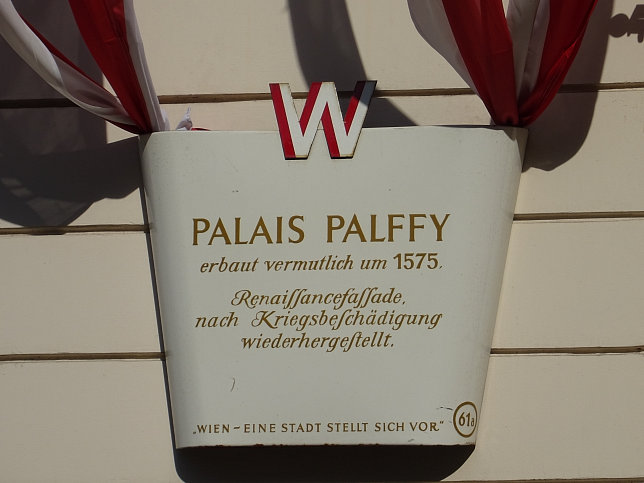 W
PALAIS PALFFY
erbaut vermutlich um 1575.
Renaiſſancefaſſade,
nach Kriegsbeſchädigung
wiederhergeſtellt.
„WIEN – EINE STADT STELLT SICH VOR“
61a